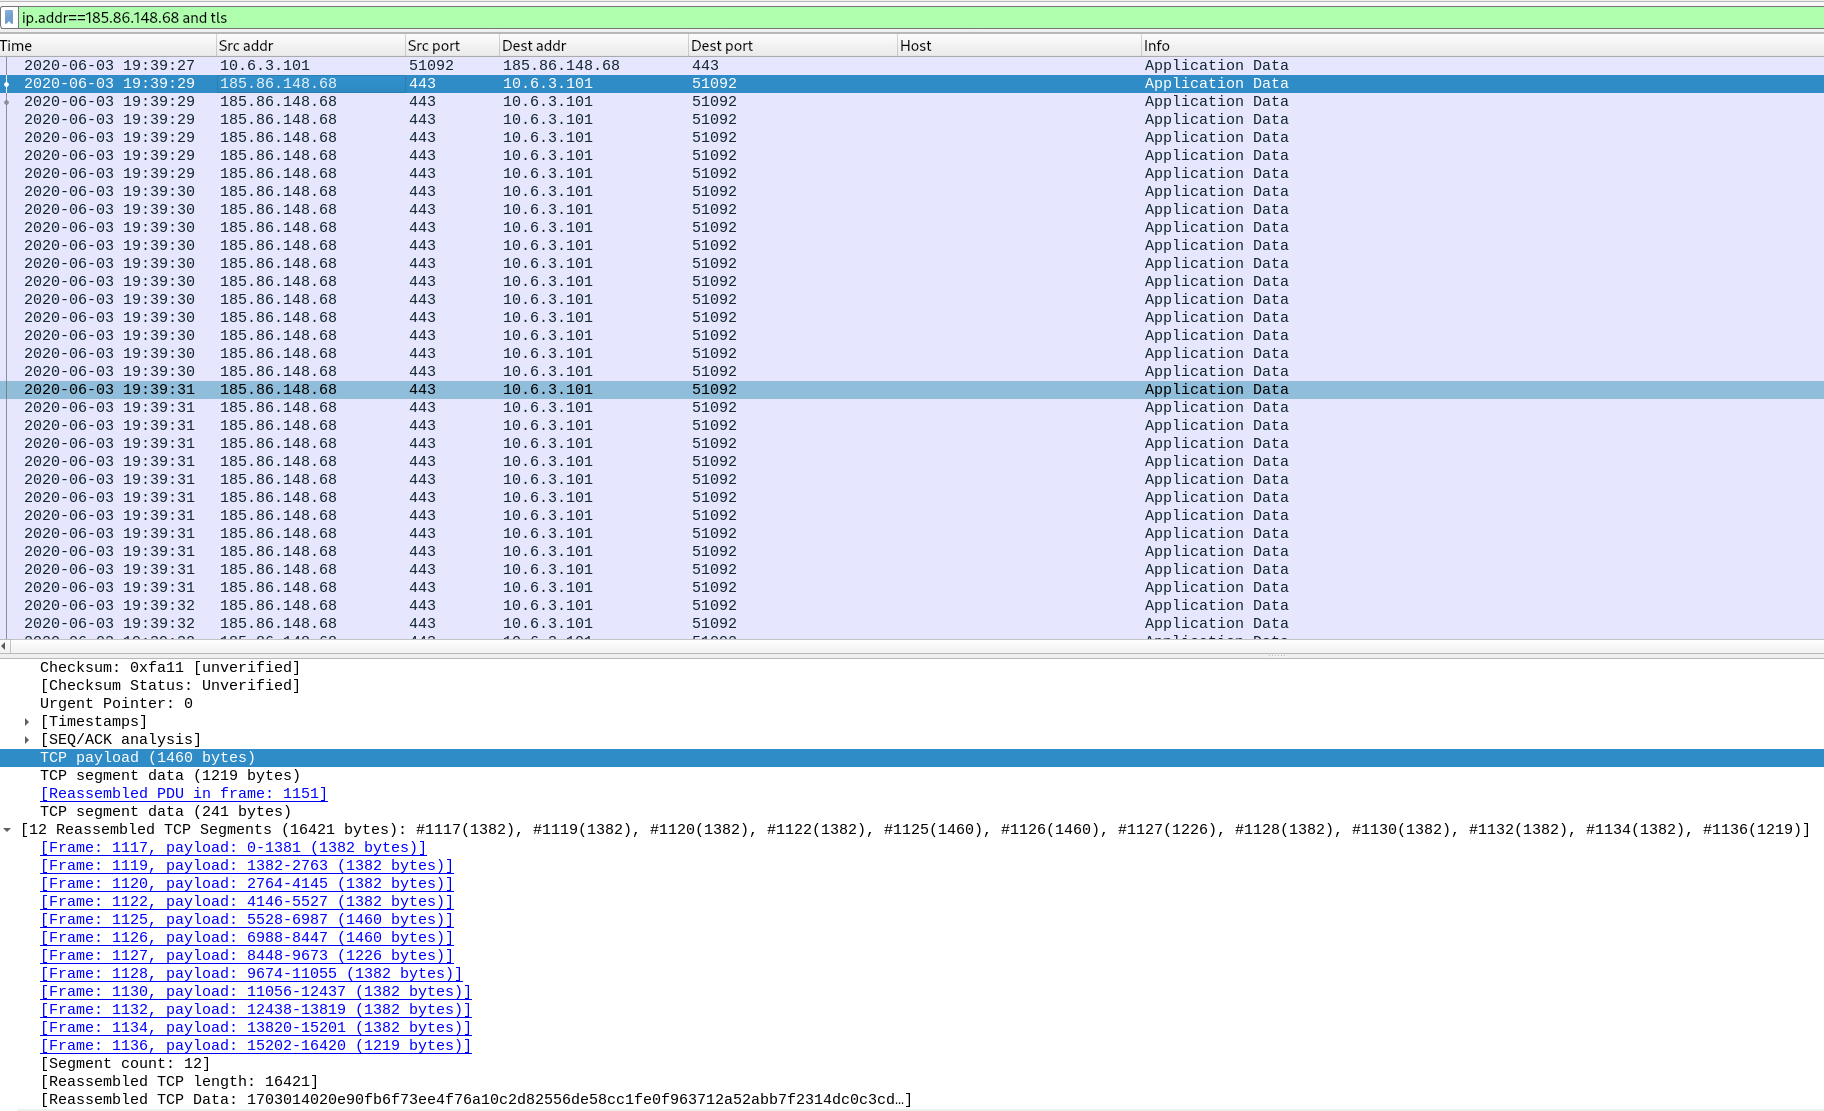 ip.addr==185.86.148.68 and tls
Time Src addr Src port Dest addr Dest port Host Info
2020-06-03 19:39:27 10.6.3.101 51092 185.86.148.68 443 Application Data
2020-06-03 19:39:29 185.86.148.68 443 10.6.3.101 51092 Application Data
2020-06-03 19:39:29 185.86.148.68 443 10.6.3.101 51092 Application Data
2020-06-03 19:39:29 185.86.148.68 443 10.6.3.101 51092 Application Data
2020-06-03 19:39:29 185.86.148.68 443 10.6.3.101 51092 Application Data
2020-06-03 19:39:29 185.86.148.68 443 10.6.3.101 51092 Application Data
2020-06-03 19:39:29 185.86.148.68 443 10.6.3.101 51092 Application Data
2020-06-03 19:39:30 185.86.148.68 443 10.6.3.101 51092 Application Data
2020-06-03 19:39:30 185.86.148.68 443 10.6.3.101 51092 Application Data
2020-06-03 19:39:30 185.86.148.68 443 10.6.3.101 51092 Application Data
2020-06-03 19:39:30 185.86.148.68 443 10.6.3.101 51092 Application Data
2020-06-03 19:39:30 185.86.148.68 443 10.6.3.101 51092 Application Data
2020-06-03 19:39:30 185.86.148.68 443 10.6.3.101 51092 Application Data
2020-06-03 19:39:30 185.86.148.68 443 10.6.3.101 51092 Application Data
2020-06-03 19:39:30 185.86.148.68 443 10.6.3.101 51092 Application Data
2020-06-03 19:39:30 185.86.148.68 443 10.6.3.101 51092 Application Data
2020-06-03 19:39:30 185.86.148.68 443 10.6.3.101 51092 Application Data
2020-06-03 19:39:30 185.86.148.68 443 10.6.3.101 51092 Application Data
2020-06-03 19:39:31 185.86.148.68 443 10.6.3.101 51092 Application Data
2020-06-03 19:39:31 185.86.148.68 443 10.6.3.101 51092 Application Data
2020-06-03 19:39:31 185.86.148.68 443 10.6.3.101 51092 Application Data
2020-06-03 19:39:31 185.86.148.68 443 10.6.3.101 51092 Application Data
2020-06-03 19:39:31 185.86.148.68 443 10.6.3.101 51092 Application Data
2020-06-03 19:39:31 185.86.148.68 443 10.6.3.101 51092 Application Data
2020-06-03 19:39:31 185.86.148.68 443 10.6.3.101 51092 Application Data
2020-06-03 19:39:31 185.86.148.68 443 10.6.3.101 51092 Application Data
2020-06-03 19:39:31 185.86.148.68 443 10.6.3.101 51092 Application Data
2020-06-03 19:39:31 185.86.148.68 443 10.6.3.101 51092 Application Data
2020-06-03 19:39:31 185.86.148.68 443 10.6.3.101 51092 Application Data
2020-06-03 19:39:31 185.86.148.68 443 10.6.3.101 51092 Application Data
2020-06-03 19:39:32 185.86.148.68 443 10.6.3.101 51092 Application Data
2020-06-03 19:39:32 185.86.148.68 443 10.6.3.101 51092 Application Data
Checksum: 0xfa11 [unverified]
[Checksum Status: Unverified]
Urgent Pointer: 0
[Timestamps]
[SEQ/ACK analysis]
TCP payload (1460 bytes)
TCP segment data (1219 bytes)
[Reassembled PDU in frame: 1151]
TCP segment data (241 bytes)
[12 Reassembled TCP Segments (16421 bytes): #1117(1382), #1119(1382), #1120(1382), #1122(1382), #1125(1460), #1126(1460), #1127(1226), #1128(1382), #1130(1382), #1132(1382), #1134(1382), #1136(1219)]
[Frame: 1117, payload: 0-1381 (1382 bytes)]
[Frame: 1119, payload: 1382-2763 (1382 bytes)]
[Frame: 1120, payload: 2764-4145 (1382 bytes)]
[Frame: 1122, payload: 4146-5527 (1382 bytes)]
[Frame: 1125, payload: 5528-6987 (1460 bytes)]
[Frame: 1126, payload: 6988-8447 (1460 bytes)]
[Frame: 1127, payload: 8448-9673 (1226 bytes)]
[Frame: 1128, payload: 9674-11055 (1382 bytes)]
[Frame: 1130, payload: 11056-12437 (1382 bytes)]
[Frame: 1132, payload: 12438-13819 (1382 bytes)]
[Frame: 1134, payload: 13820-15201 (1382 bytes)]
[Frame: 1136, payload: 15202-16420 (1219 bytes)]
[Segment count: 12]
[Reassembled TCP length: 16421]
[Reassembled TCP Data: 1703014020e90fb6f73ee4f76a10c2d82556de58cc1fe0f963712a52abb7f2314dc0c3cd…]